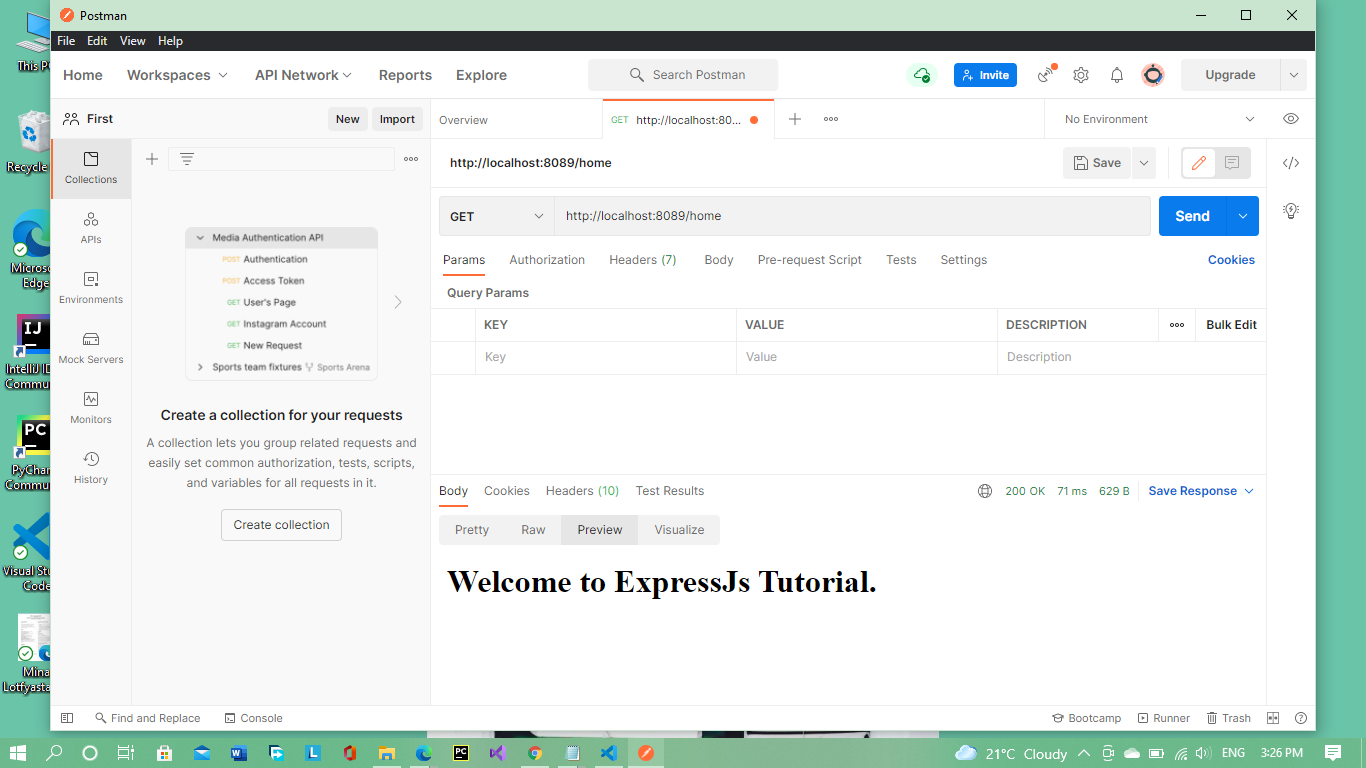 Postman
File Edit View Help
Home Workspaces API Network Reports Explore Search Postman Invite Upgrade
First New Import Overview GET http://localhost:80... No Environment
Collections
APIs
Environments
Mock Servers
Monitors
History
Media Authentication API
POST Authentication
POST Access Token
GET User's Page
GET Instagram Account
GET New Request
Sports team fixtures Sports Arena
Create a collection for your requests
A collection lets you group related requests and
easily set common authorization, tests, scripts,
and variables for all requests in it.
Create collection
http://localhost:8089/home Save
GET http://localhost:8089/home Send
Params Authorization Headers (7) Body Pre-request Script Tests Settings Cookies
Query Params
KEY VALUE DESCRIPTION Bulk Edit
Key Value Description
Body Cookies Headers (10) Test Results 200 OK 71 ms 629 B Save Response
Pretty Raw Preview Visualize
Welcome to ExpressJs Tutorial.
Find and Replace Console Bootcamp Runner Trash
This P
Recycle
Microso
Edge
IJ
IntelliJ ID
Commu
PC
PyChar
Commu
Visual Stu
Code
Mina
Lotfyasta
W L PC 21°C Cloudy ENG 3:26 PM